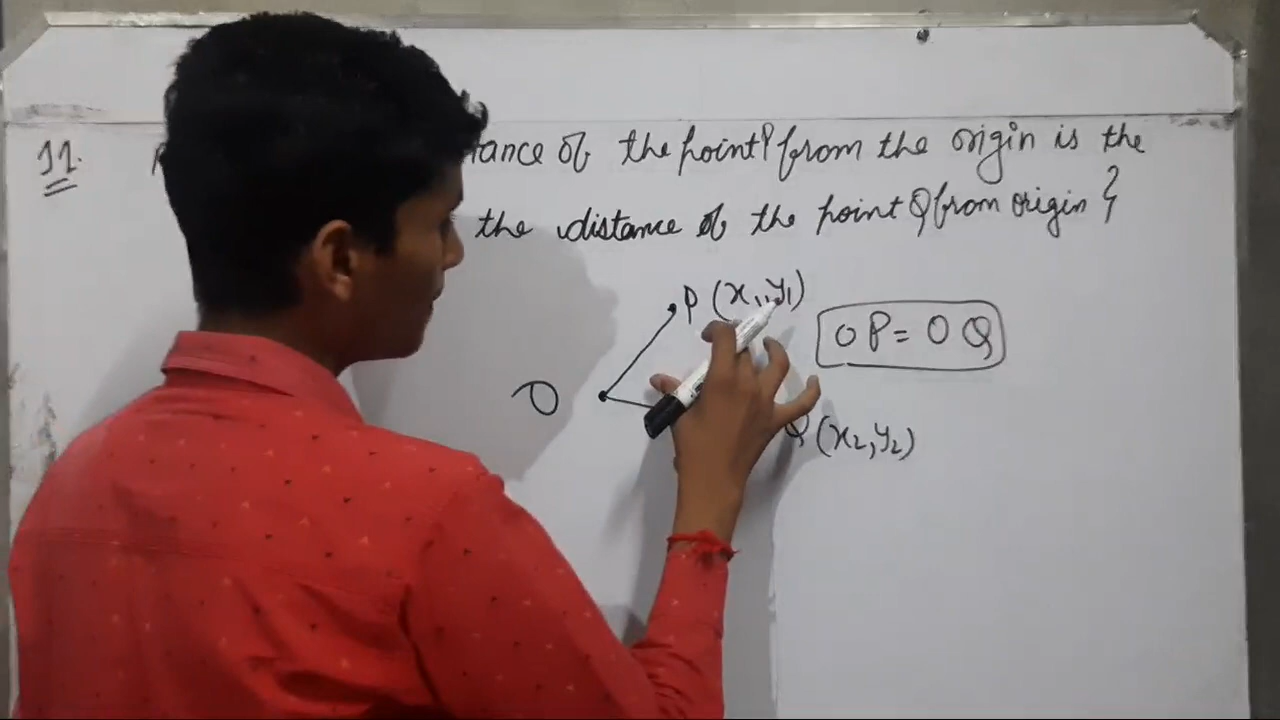 11. tance of the point P from the origin is the
the distance of the point Q from origin }
P (x₁, y₁)
OP = OQ
O
Q (x₂, y₂)